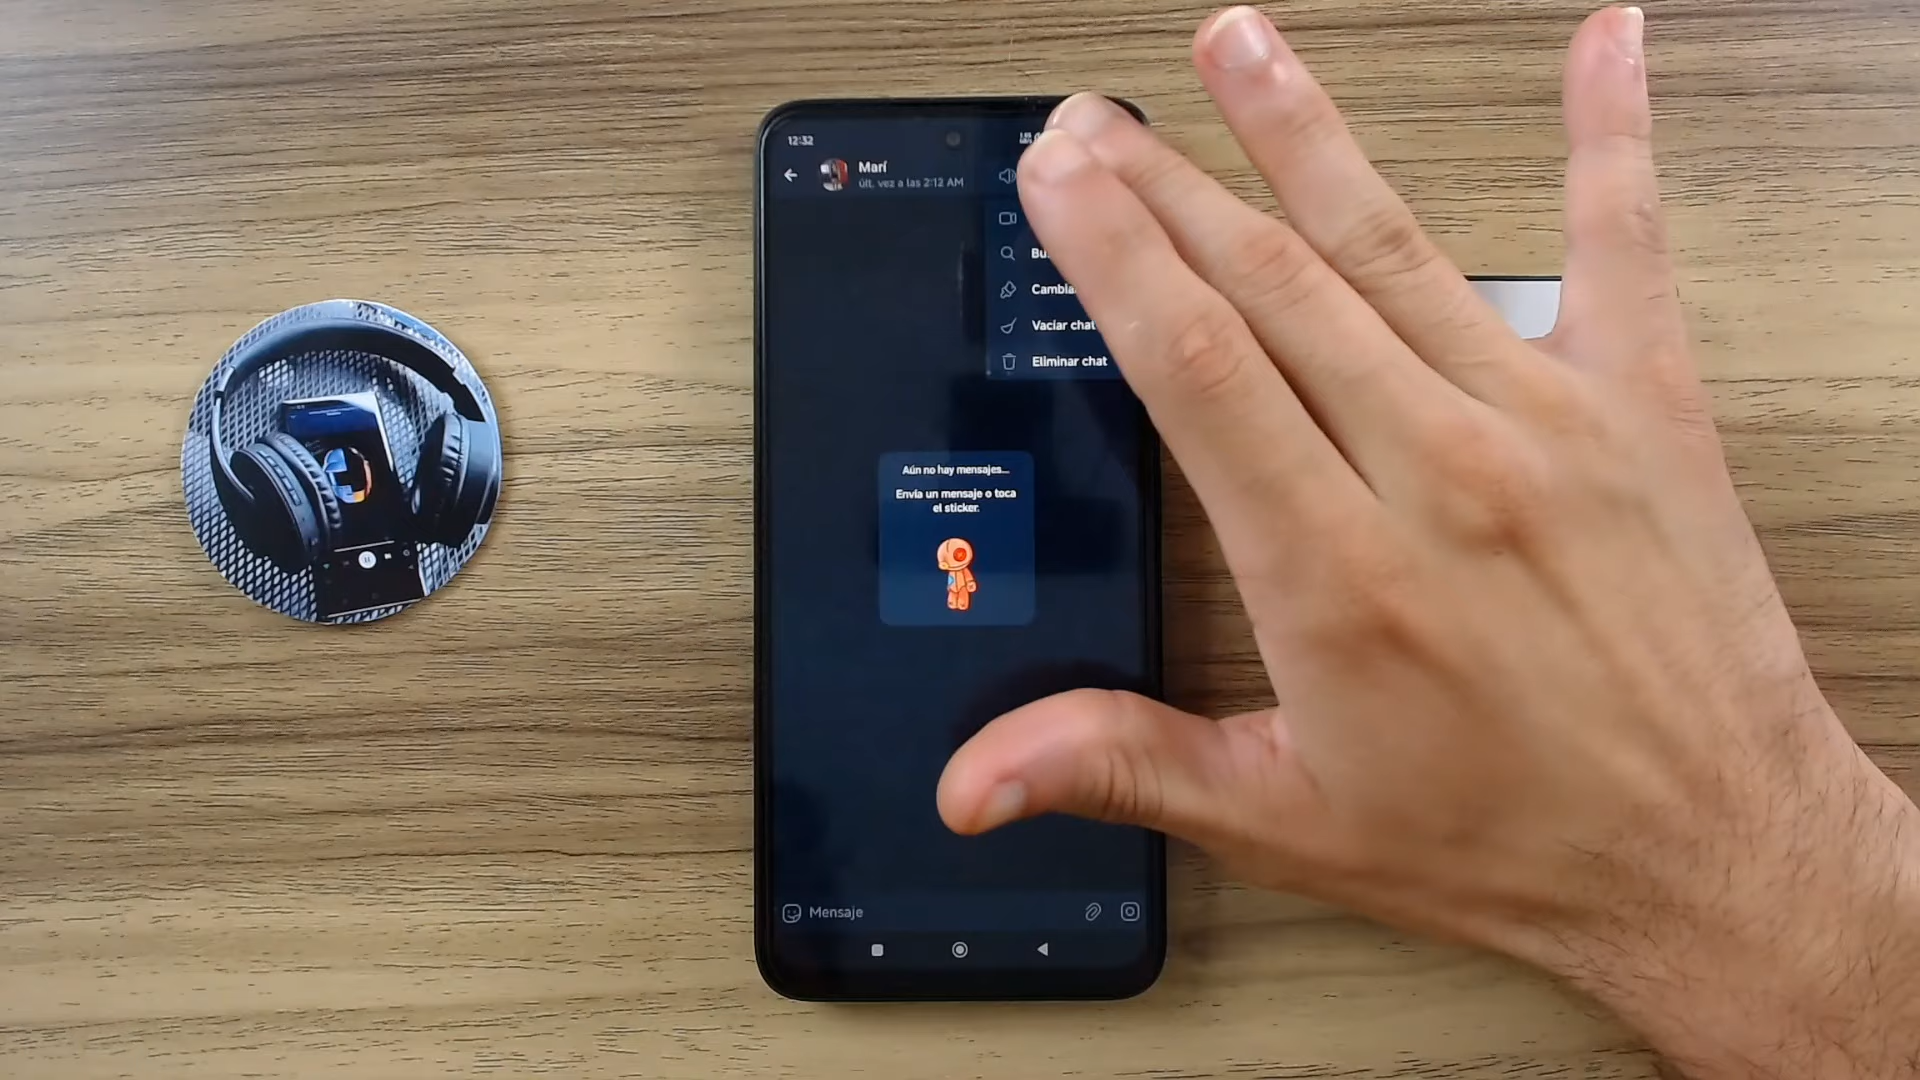 12:32
Marí
últ. vez a las 2:12 AM
Vaciar chat
Eliminar chat
Aún no hay mensajes...
Envía un mensaje o toca
el sticker.
Mensaje